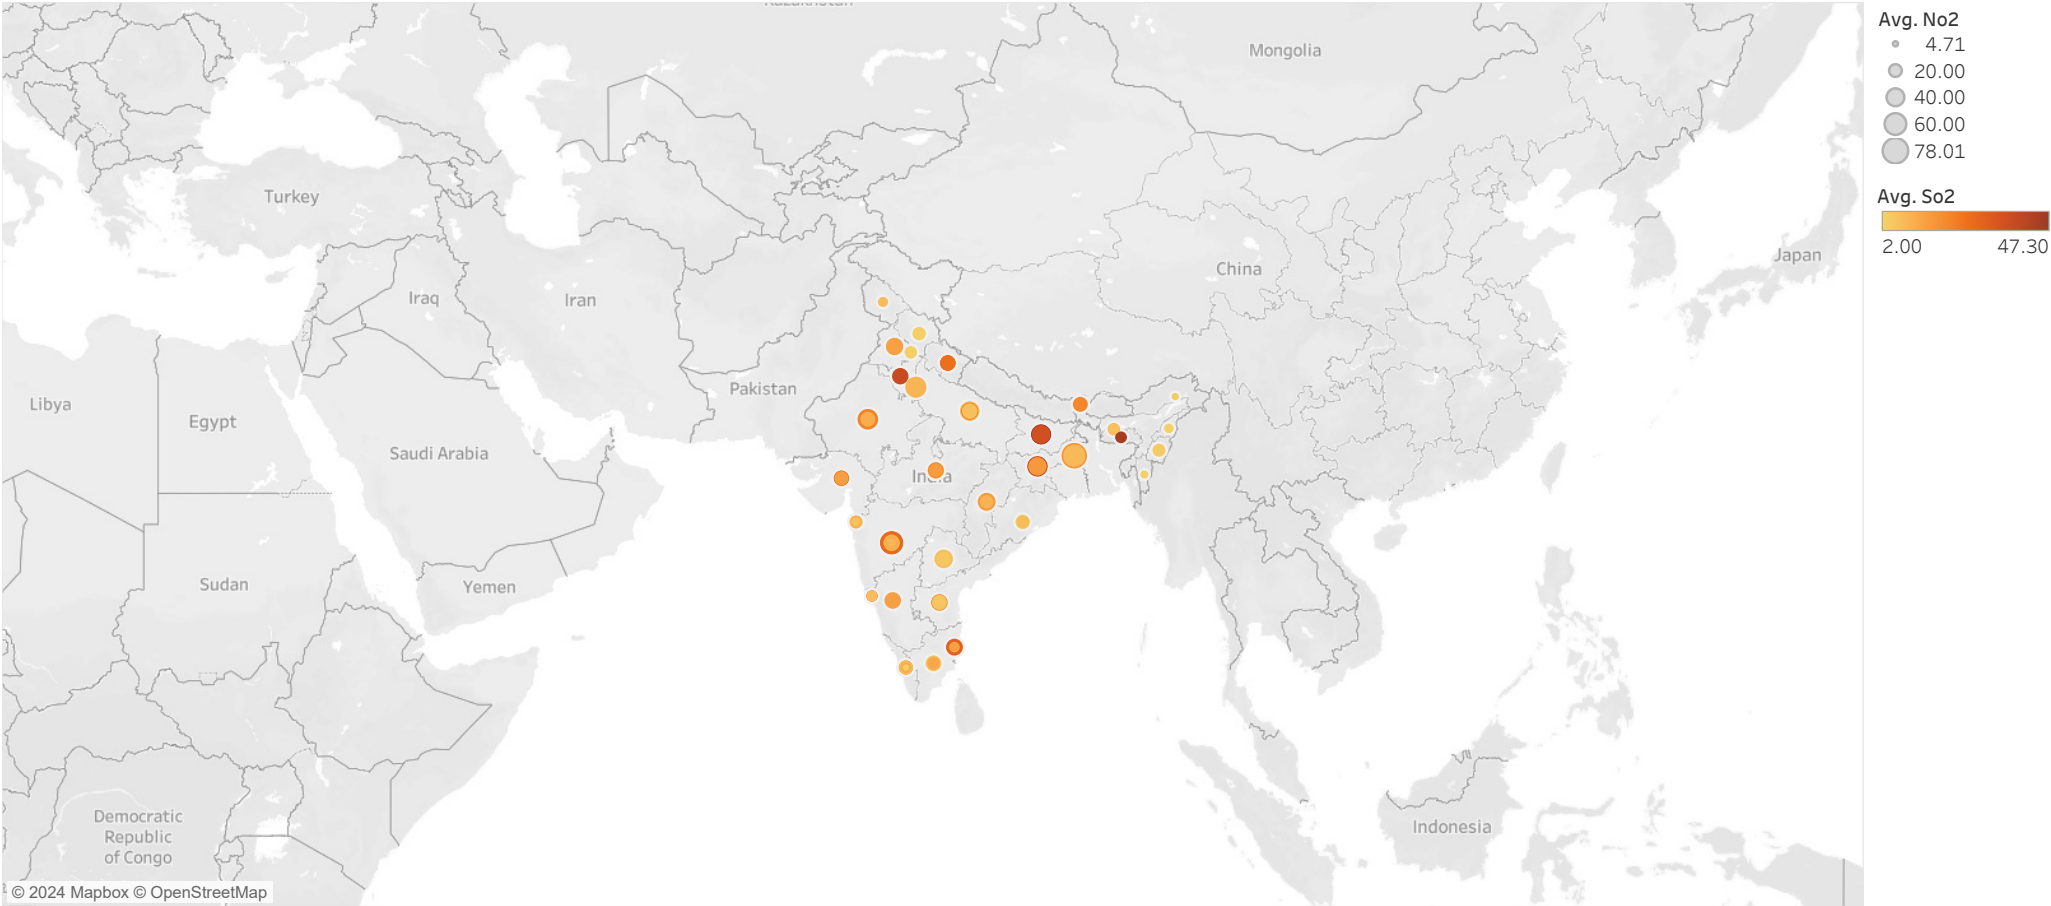 Kazakhstan
Mongolia
Turkey
China
Japan
Iraq
Iran
Pakistan
Libya
Egypt
Saudi Arabia
India
Sudan
Yemen
Democratic
Republic
of Congo
Indonesia
© 2024 Mapbox © OpenStreetMap
Avg. No2
4.71
20.00
40.00
60.00
78.01
Avg. So2
2.00 47.30